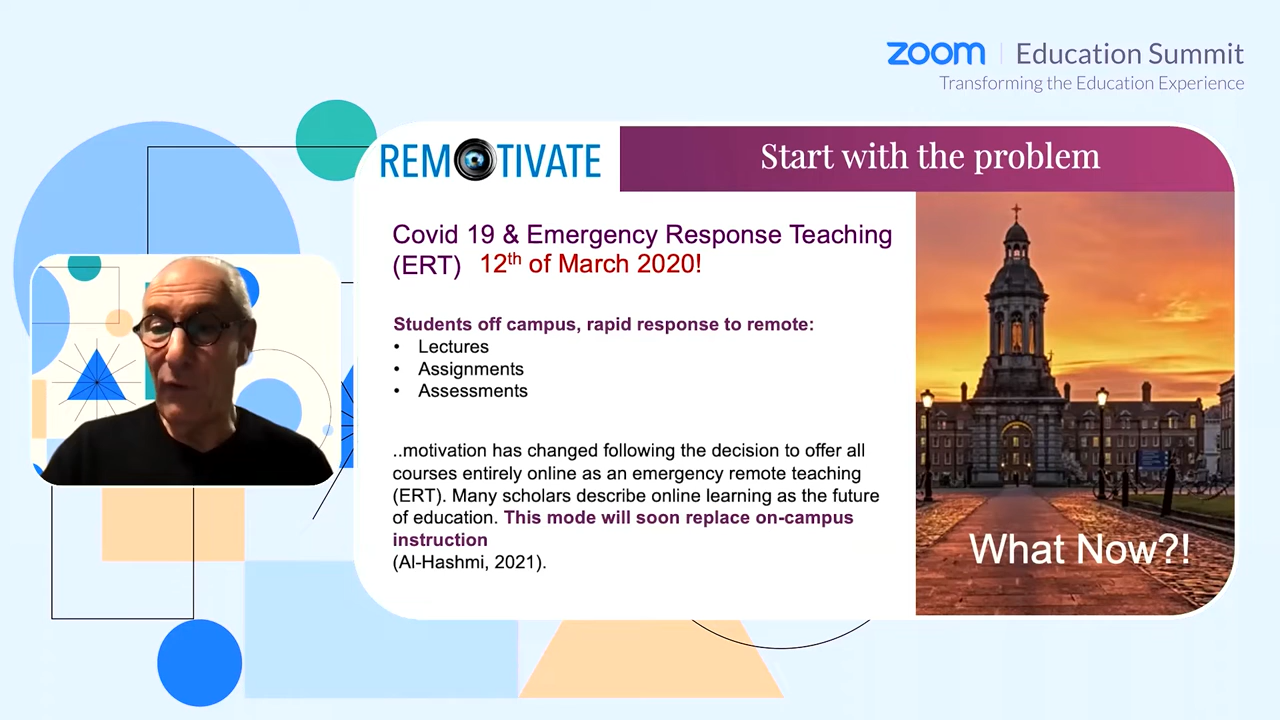 zoom | Education Summit
Transforming the Education Experience
REMOTIVATE
Start with the problem
Covid 19 & Emergency Response Teaching
(ERT) 12th of March 2020!
Students off campus, rapid response to remote:
• Lectures
• Assignments
• Assessments
..motivation has changed following the decision to offer all
courses entirely online as an emergency remote teaching
(ERT). Many scholars describe online learning as the future
of education. This mode will soon replace on-campus
instruction
(Al-Hashmi, 2021).
What Now?!